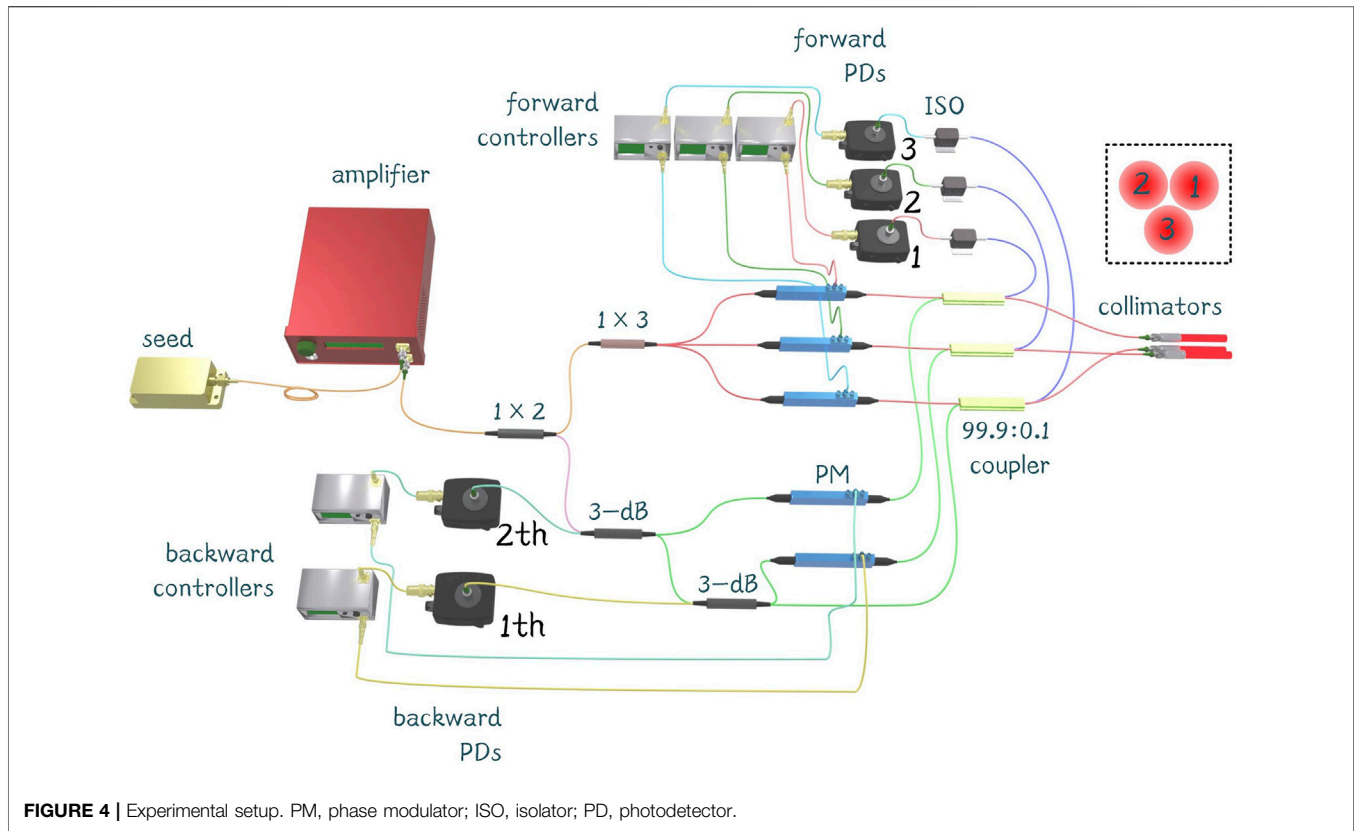 forward
PDs
forward
controllers
ISO
3
2
1
amplifier
2 1
3
seed
1 × 3
collimators
1 × 2
99.9:0.1
coupler
PM
2th
3-dB
backward
controllers
3-dB
1th
backward
PDs
FIGURE 4 | Experimental setup. PM, phase modulator; ISO, isolator; PD, photodetector.